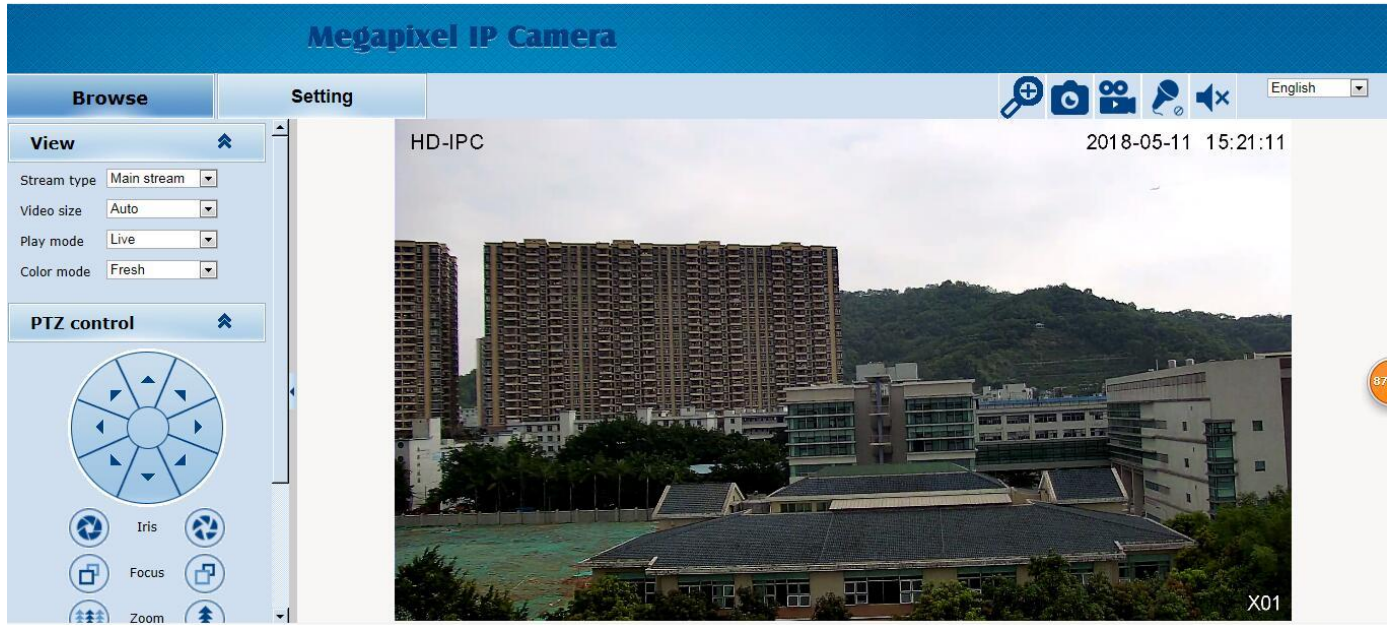 Megapixel IP Camera
Browse
Setting
English
View
Stream type Main stream
Video size Auto
Play mode Live
Color mode Fresh
PTZ control
Iris
Focus
Zoom
HD-IPC
2018-05-11 15:21:11
87
X01